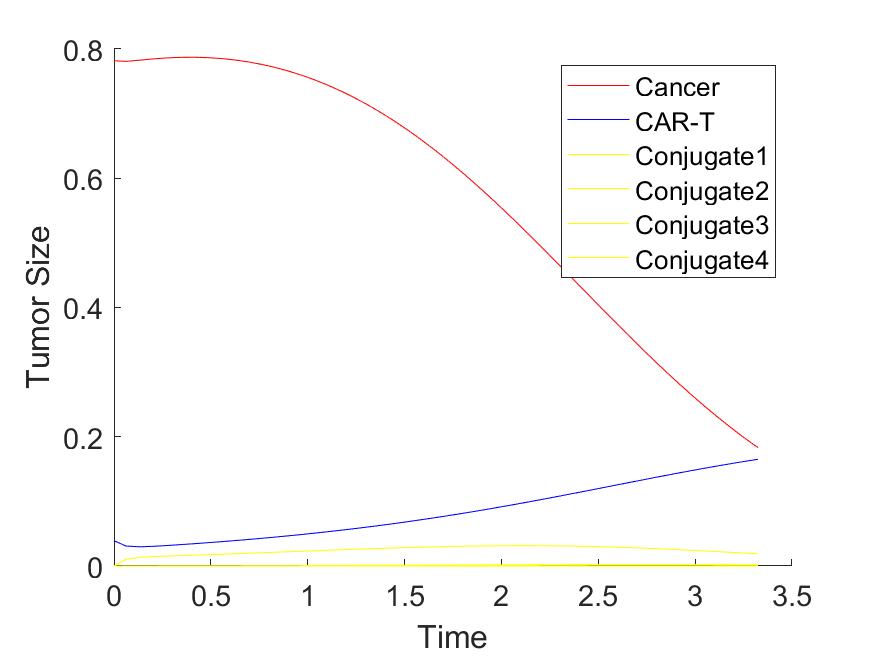 0.8
0.6
0.4
0.2
0
Tumor Size
Cancer
CAR-T
Conjugate1
Conjugate2
Conjugate3
Conjugate4
0 0.5 1 1.5 2 2.5 3 3.5
Time